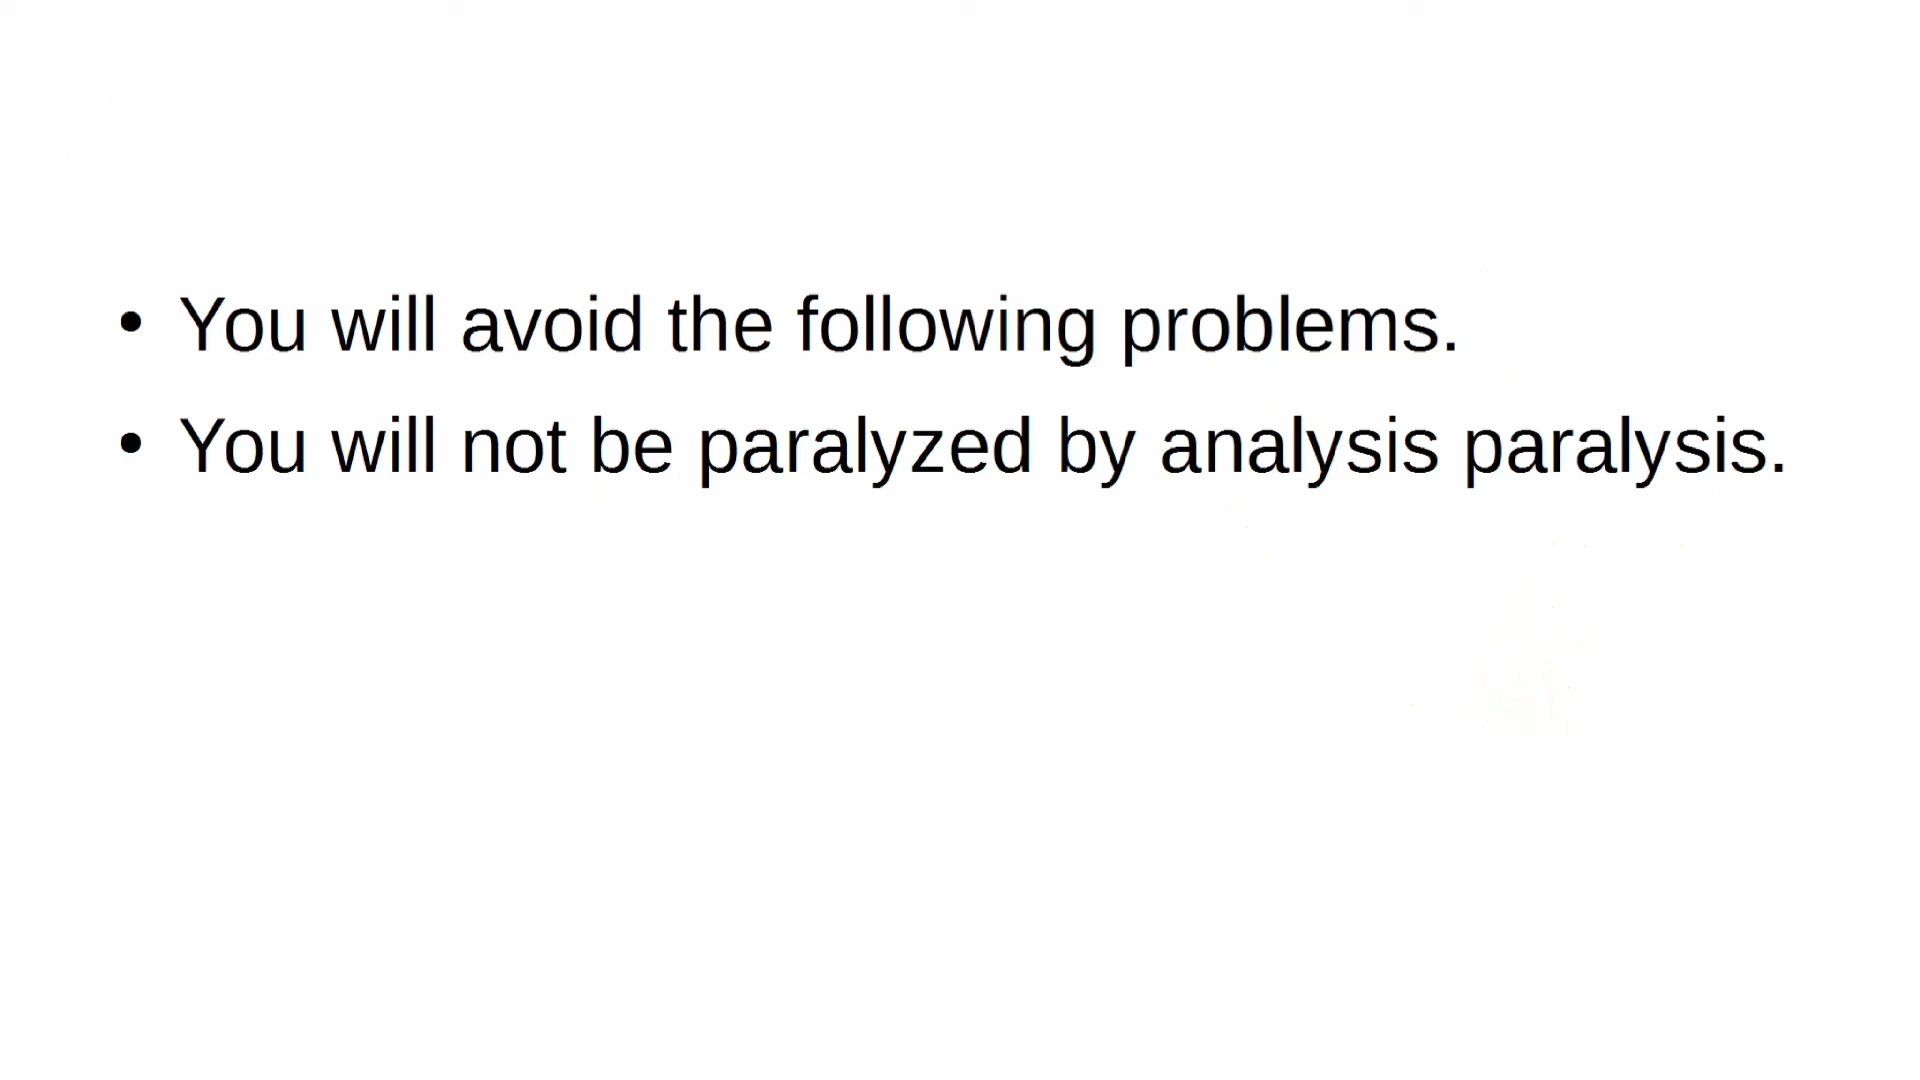 • You will avoid the following problems.
• You will not be paralyzed by analysis paralysis.